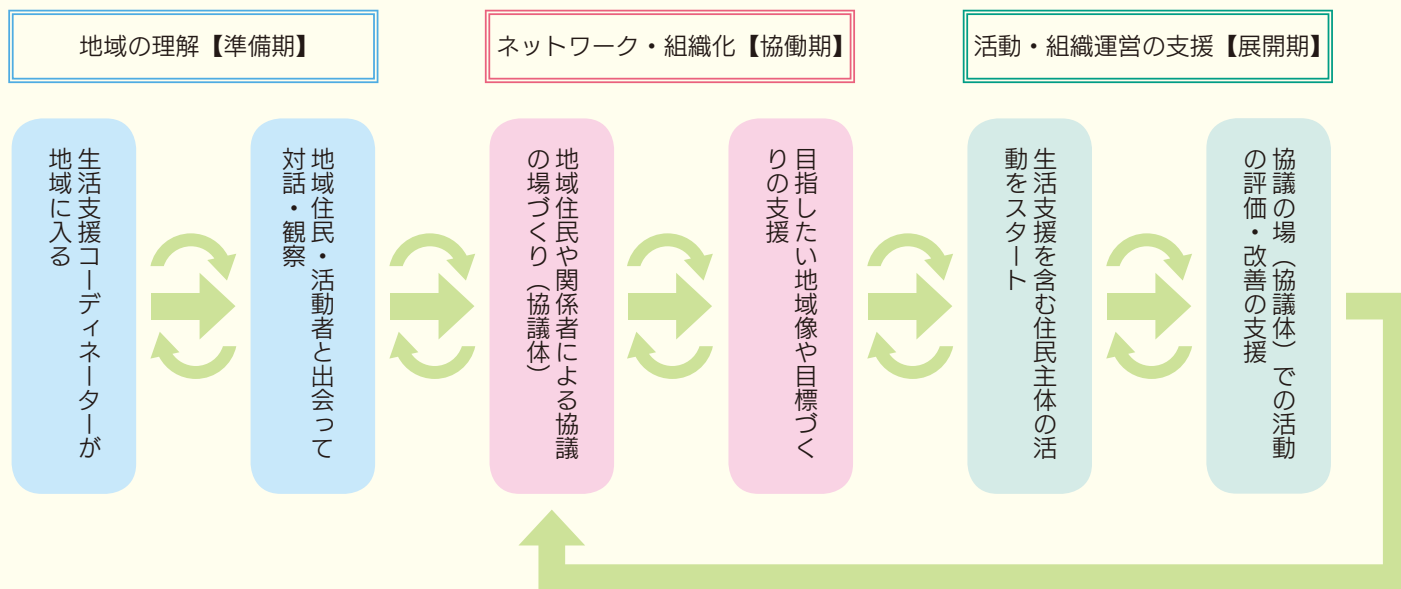 地域の理解【準備期】
ネットワーク・組織化【協働期】
活動・組織運営の支援【展開期】
生活支援コーディネーターが
地域に入る
地域住民・活動者と出会って
対話・観察
地域住民や関係者による協議
の場づくり（協議体）
目指したい地域像や目標づく
りの支援
生活支援を含む住民主体の活
動をスタート
協議の場（協議体）での活動
の評価・改善の支援